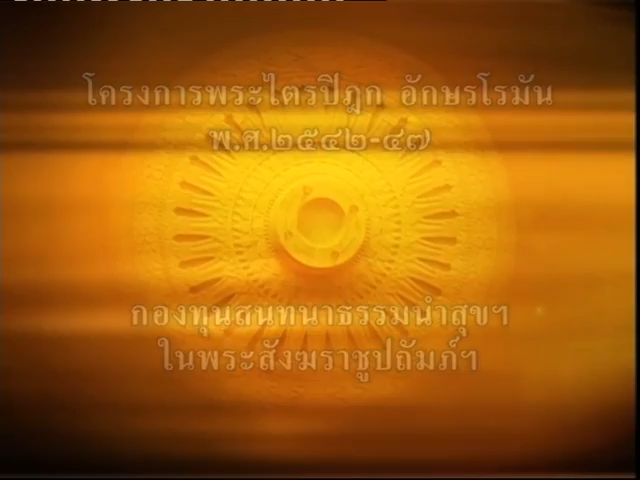 โครงการพระไตรปิฎก อักษรโรมัน
พ.ศ.๒๕๔๒-๔๗
กองทุนสนทนาธรรมนำสุขฯ
ในพระสังฆราชูปถัมภ์ฯ